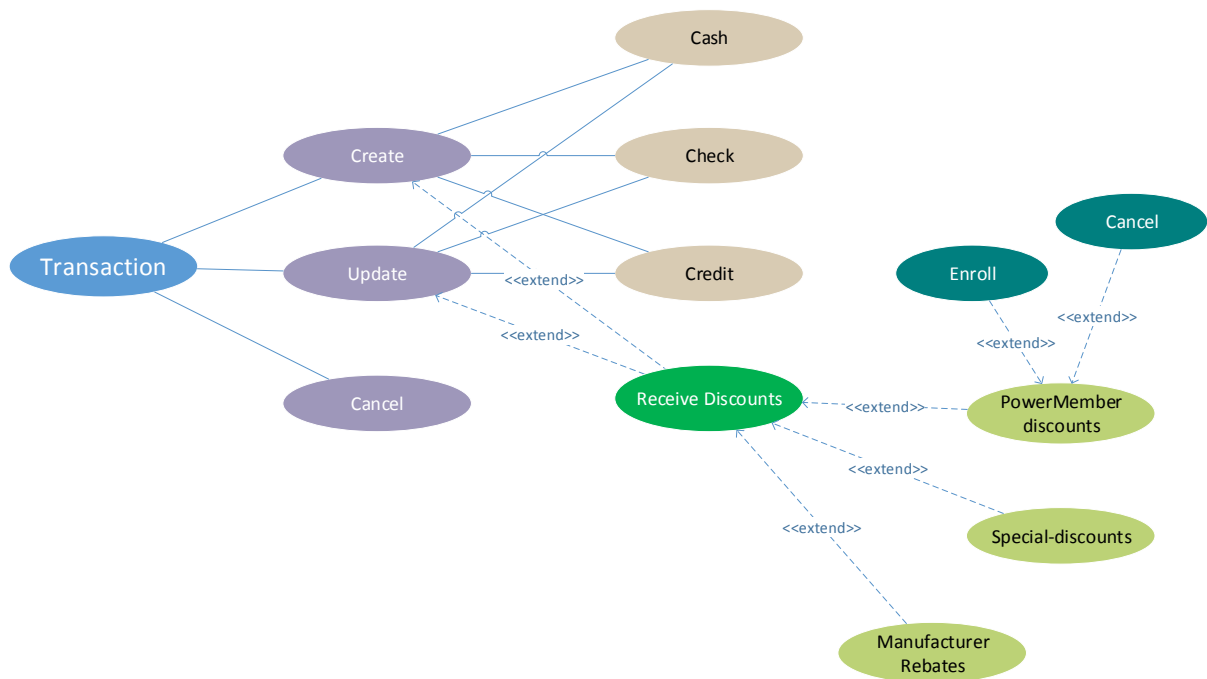 Cash
Create
Check
Cancel
Transaction
Update
<<extend>>
Credit
Enroll
<<extend>>
<<extend>>
<<extend>>
Cancel
Receive Discounts
<<extend>>
PowerMember
discounts
<<extend>>
<<extend>>
Special-discounts
Manufacturer
Rebates